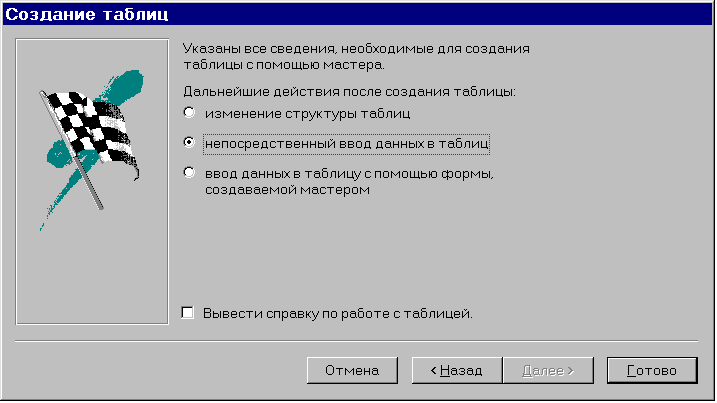 Создание таблиц
Указаны все сведения, необходимые для создания
таблицы с помощью мастера.
Дальнейшие действия после создания таблицы:
изменение структуры таблиц
непосредственный ввод данных в таблиц
ввод данных в таблицу с помощью формы,
создаваемой мастером
Вывести справку по работе с таблицей.
Отмена
< Назад
Далее >
Готово